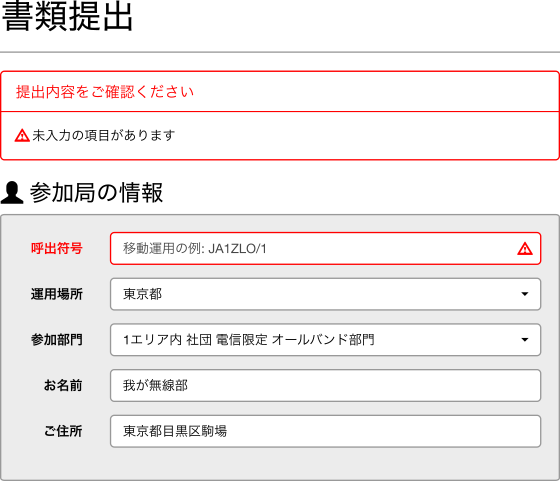 書類提出
提出内容をご確認ください
未入力の項目があります
参加局の情報
呼出符号 移動運用の例: JA1ZLO/1
運用場所 東京都
参加部門 1エリア内 社団 電信限定 オールバンド部門
お名前 我が無線部
ご住所 東京都目黒区駒場